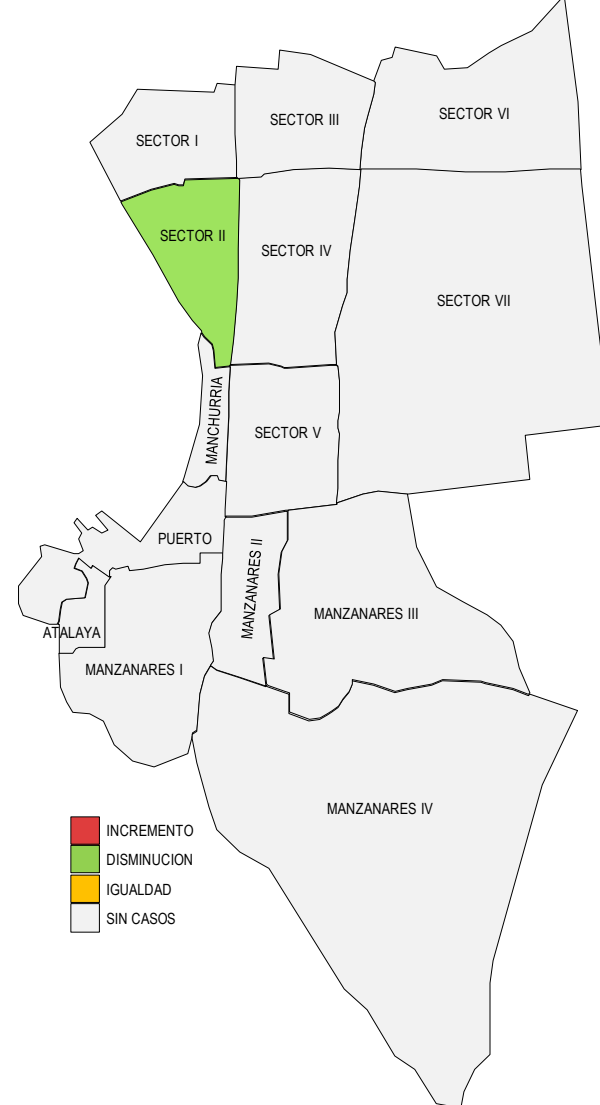 SECTOR VI
SECTOR III
SECTOR I
SECTOR II
SECTOR IV
SECTOR VII
MANCHURRIA
SECTOR V
PUERTO
MANZANARES II
MANZANARES III
ATALAYA
MANZANARES I
MANZANARES IV
INCREMENTO
DISMINUCION
IGUALDAD
SIN CASOS